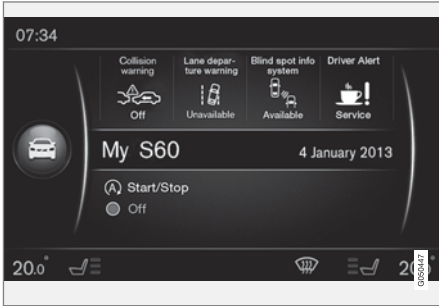 07:34
Collision warning
Off
Lane depar-
ture warning
Unavailable
Blind spot info
system
Available
Driver Alert
Service
My S60
4 January 2013
Start/Stop
Off
20.0°
G050447